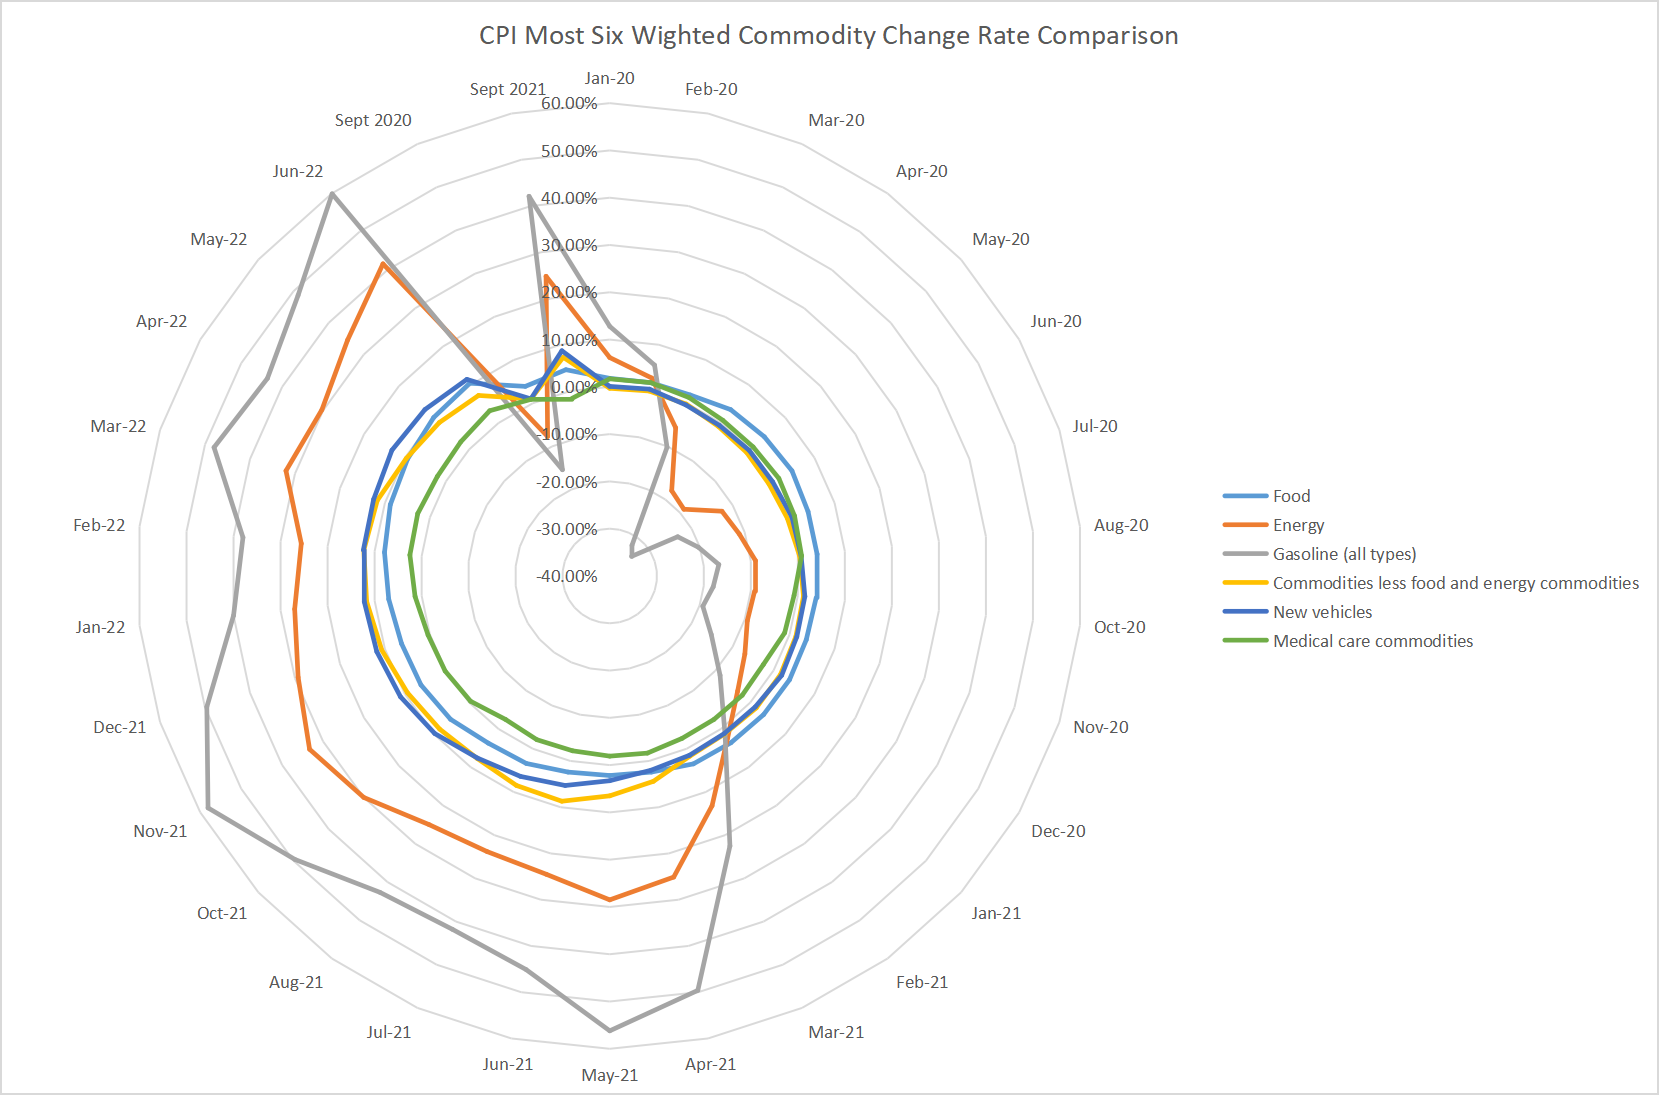 CPI Most Six Wighted Commodity Change Rate Comparison
Jan-20
Feb-20
Mar-20
Apr-20
May-20
Jun-20
Jul-20
Aug-20
Oct-20
Nov-20
Dec-20
Jan-21
Feb-21
Mar-21
Apr-21
May-21
Jun-21
Jul-21
Aug-21
Oct-21
Nov-21
Dec-21
Jan-22
Feb-22
Mar-22
Apr-22
May-22
Jun-22
Sept 2020
Sept 2021
60.00%
50.00%
40.00%
30.00%
20.00%
10.00%
0.00%
-10.00%
-20.00%
-30.00%
-40.00%
Food
Energy
Gasoline (all types)
Commodities less food and energy commodities
New vehicles
Medical care commodities